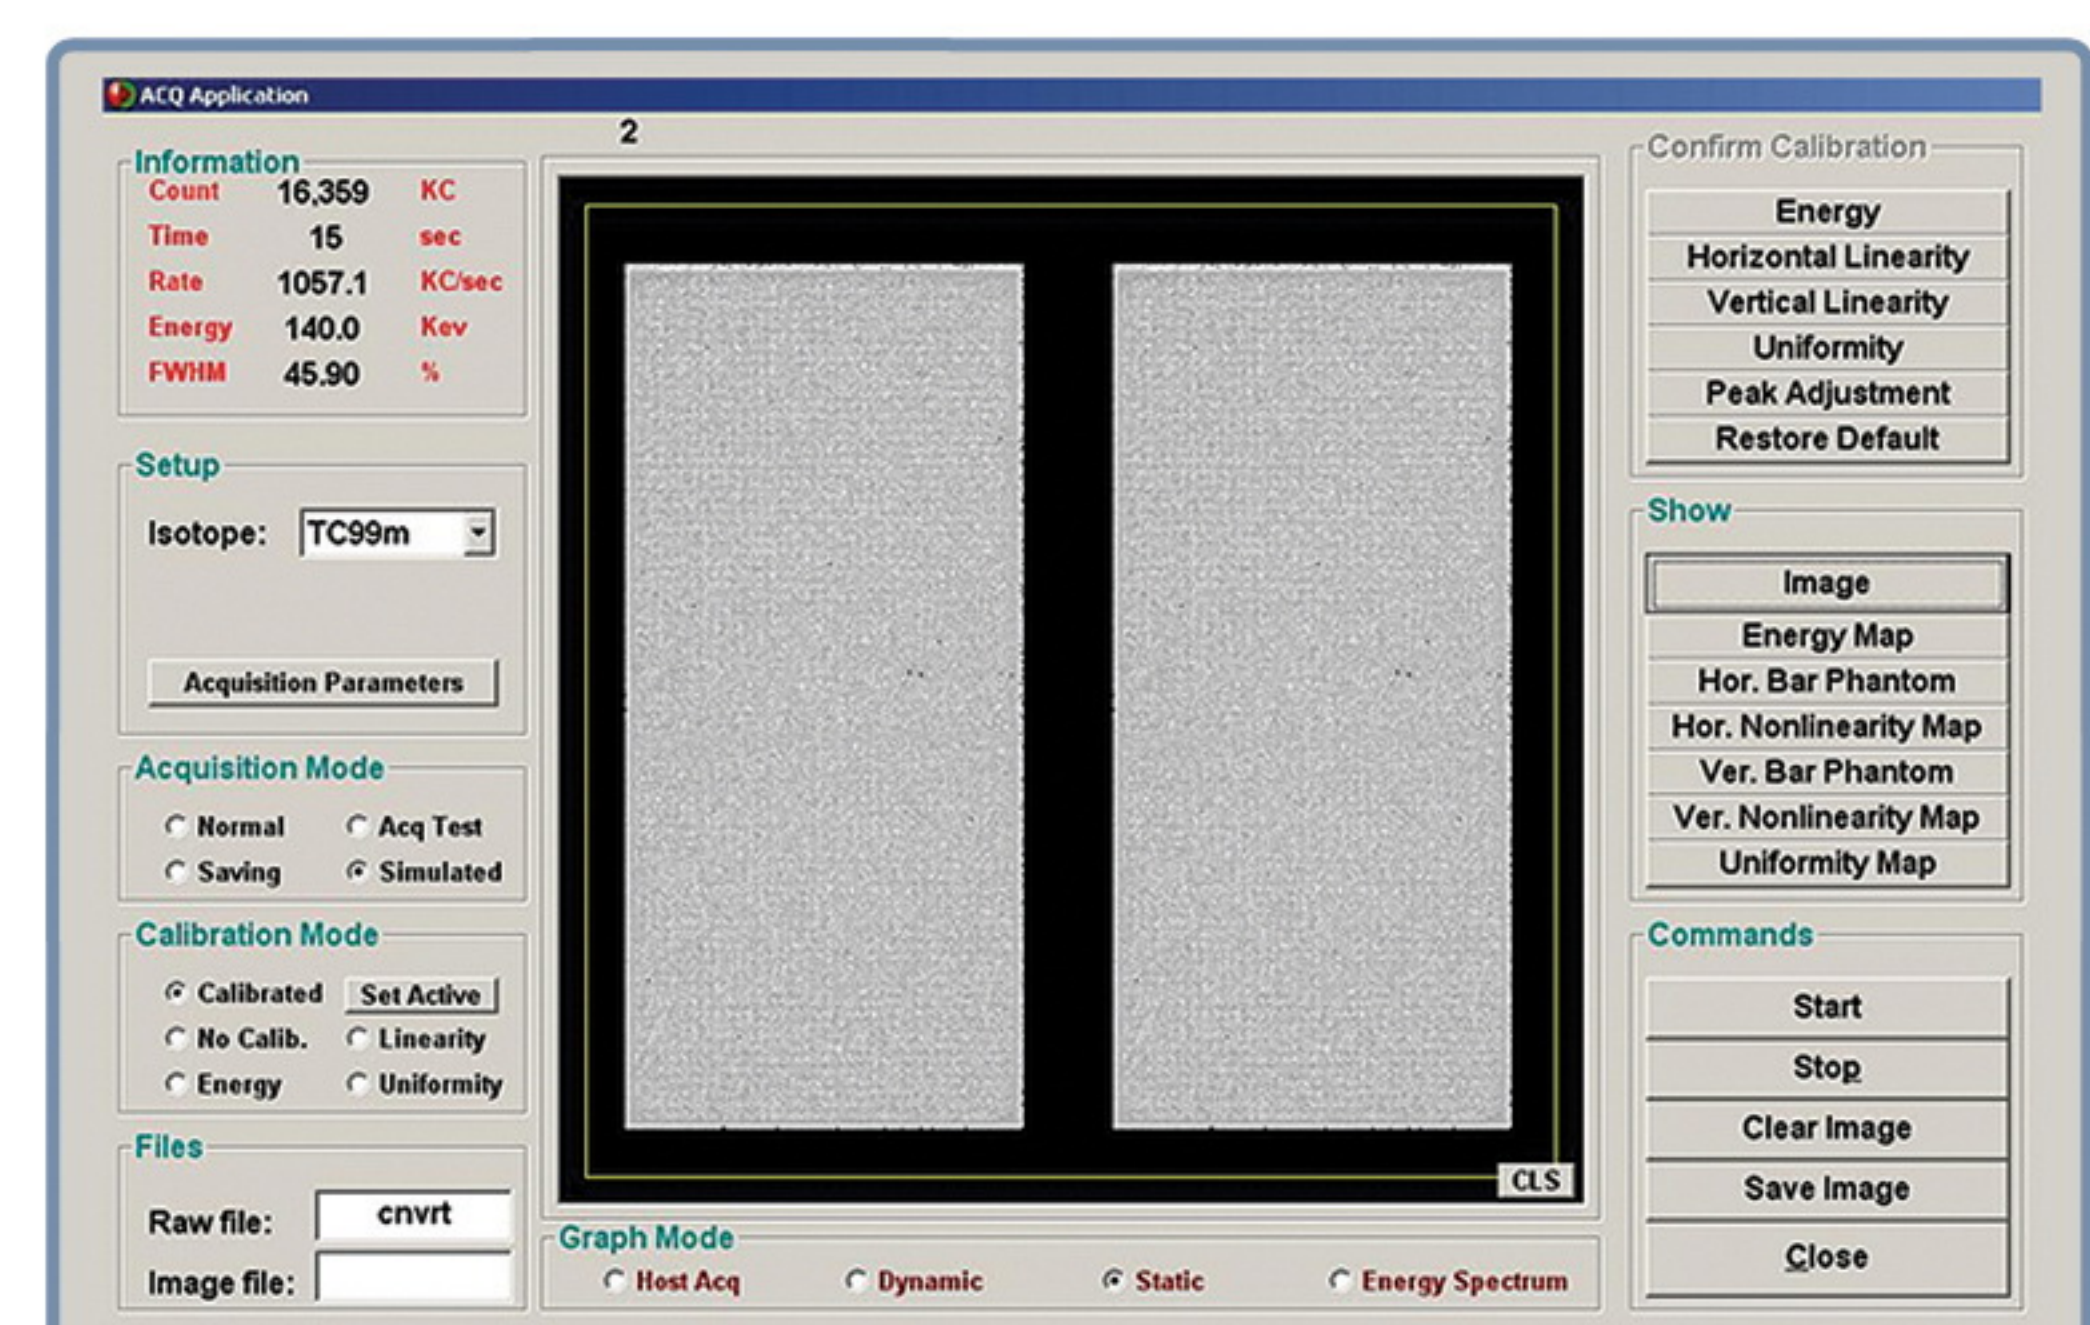 ACQ Application
2
Information
Count 16,359 KC
Time 15 sec
Rate 1057.1 KC/sec
Energy 140.0 Kev
FWHM 45.90 %
Setup
Isotope: TC99m
Acquisition Parameters
Acquisition Mode
Normal Acq Test
Saving Simulated
Calibration Mode
Calibrated Set Active
No Calib. Linearity
Energy Uniformity
Files
Raw file: cnvrt
Image file:
CLS
Graph Mode
Host Acq Dynamic Static Energy Spectrum
Confirm Calibration
Energy
Horizontal Linearity
Vertical Linearity
Uniformity
Peak Adjustment
Restore Default
Show
Image
Energy Map
Hor. Bar Phantom
Hor. Nonlinearity Map
Ver. Bar Phantom
Ver. Nonlinearity Map
Uniformity Map
Commands
Start
Stop
Clear Image
Save Image
Close